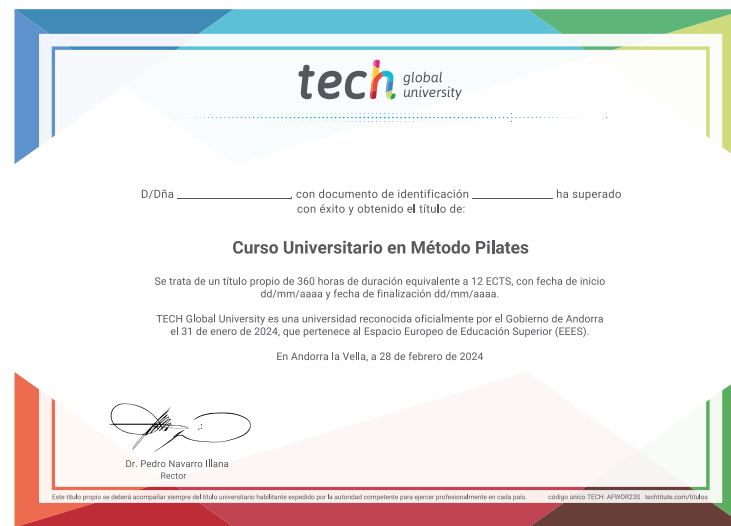 tech global university
D/Dña ______________, con documento de identificación __________ ha superado
con éxito y obtenido el título de:
Curso Universitario en Método Pilates
Se trata de un título propio de 360 horas de duración equivalente a 12 ECTS, con fecha de inicio
dd/mm/aaaa y fecha de finalización dd/mm/aaaa.
TECH Global University es una universidad reconocida oficialmente por el Gobierno de Andorra
el 31 de enero de 2024, que pertenece al Espacio Europeo de Educación Superior (EEES).
En Andorra la Vella, a 28 de febrero de 2024
Dr. Pedro Navarro Illana
Rector
Este título propio se deberá acompañar siempre del título universitario habilitante expedido por la autoridad competente para ejercer profesionalmente en cada país. código único TECH: AFWOR23S techtitute.com/titulos